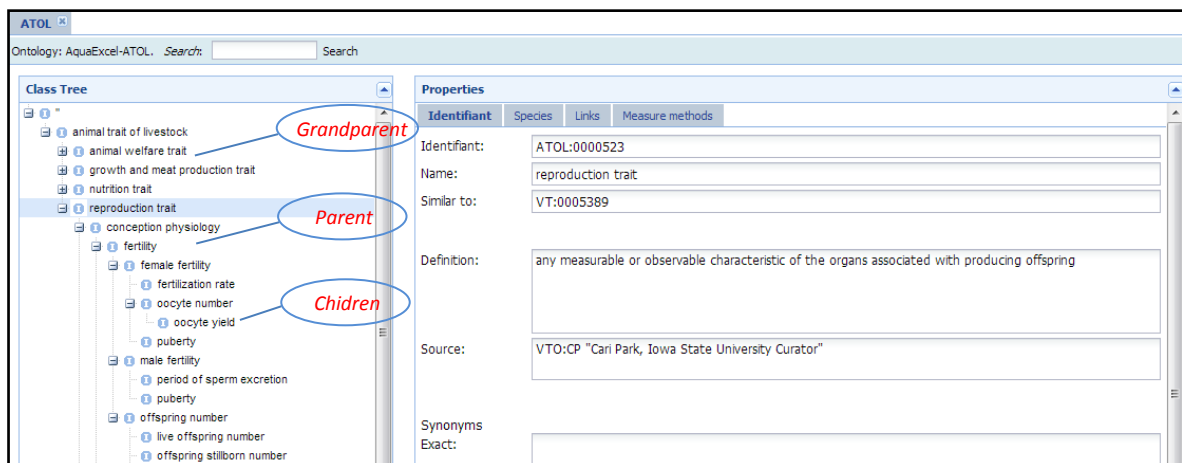 ATOL
Ontology: AquaExcel-ATOL. Search: Search
Class Tree
"
animal trait of livestock
animal welfare trait
growth and meat production trait
nutrition trait
reproduction trait
conception physiology
fertility
female fertility
fertilization rate
oocyte number
oocyte yield
puberty
male fertility
period of sperm excretion
puberty
offspring number
live offspring number
offspring stillborn number
Grandparent
Parent
Chidren
Properties
Identifiant Species Links Measure methods
Identifiant: ATOL:0000523
Name: reproduction trait
Similar to: VT:0005389
Definition: any measurable or observable characteristic of the organs associated with producing offspring
Source: VTO:CP "Cari Park, Iowa State University Curator"
Synonyms
Exact: